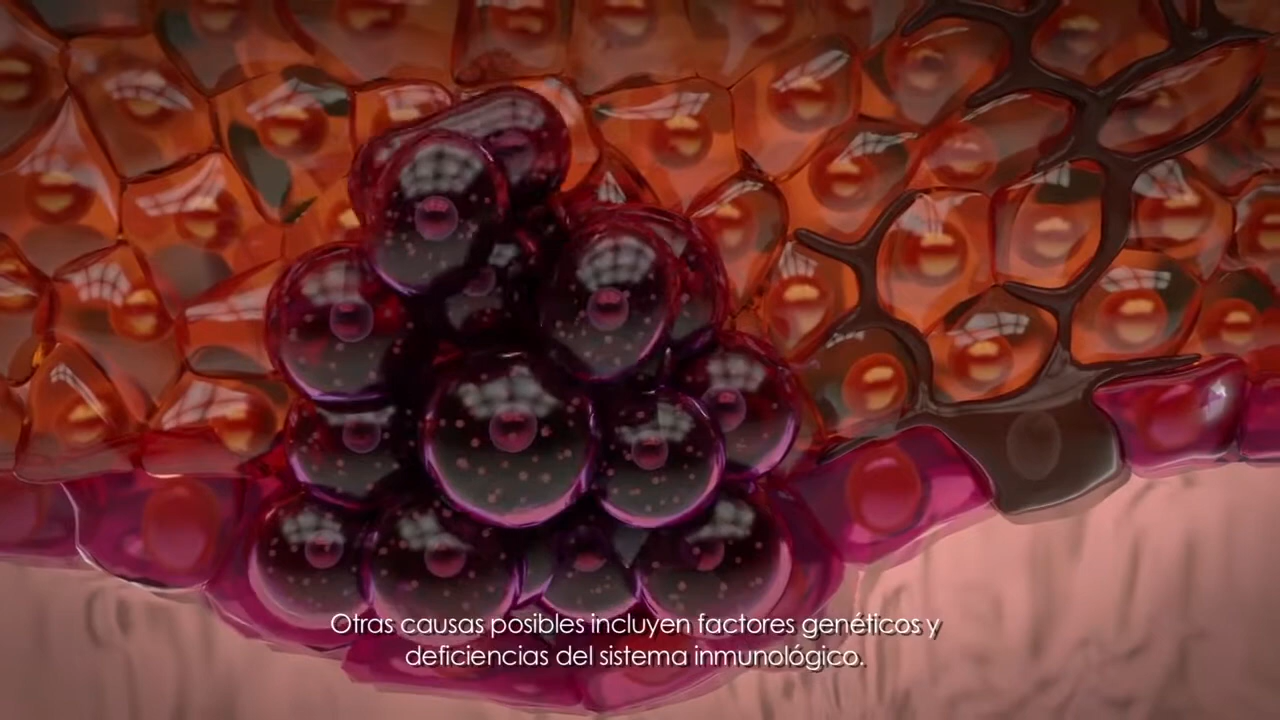 Otras causas posibles incluyen factores genéticos y
deficiencias del sistema inmunológico.